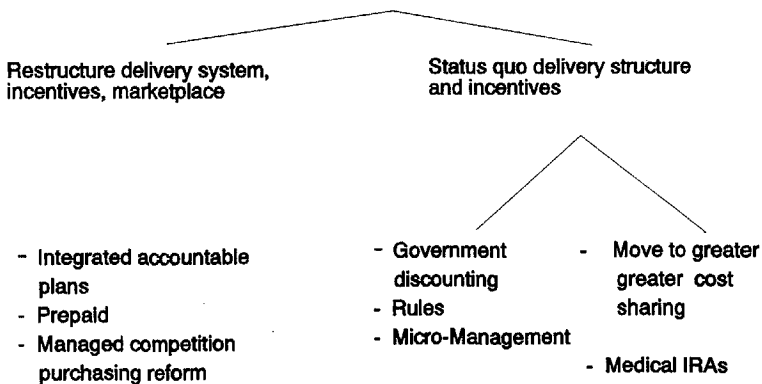 Restructure delivery system,
incentives, marketplace
Status quo delivery structure
and incentives
- Integrated accountable
plans
- Prepaid
- Managed competition
purchasing reform
- Government
discounting
- Rules
- Micro-Management
- Move to greater
greater cost
sharing
- Medical IRAs